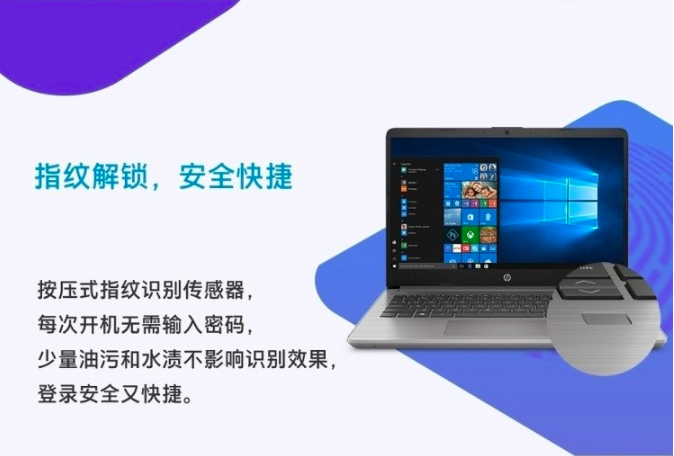 指纹解锁，安全快捷
按压式指纹识别传感器，
每次开机无需输入密码，
少量油污和水渍不影响识别效果，
登录安全又快捷。
hp